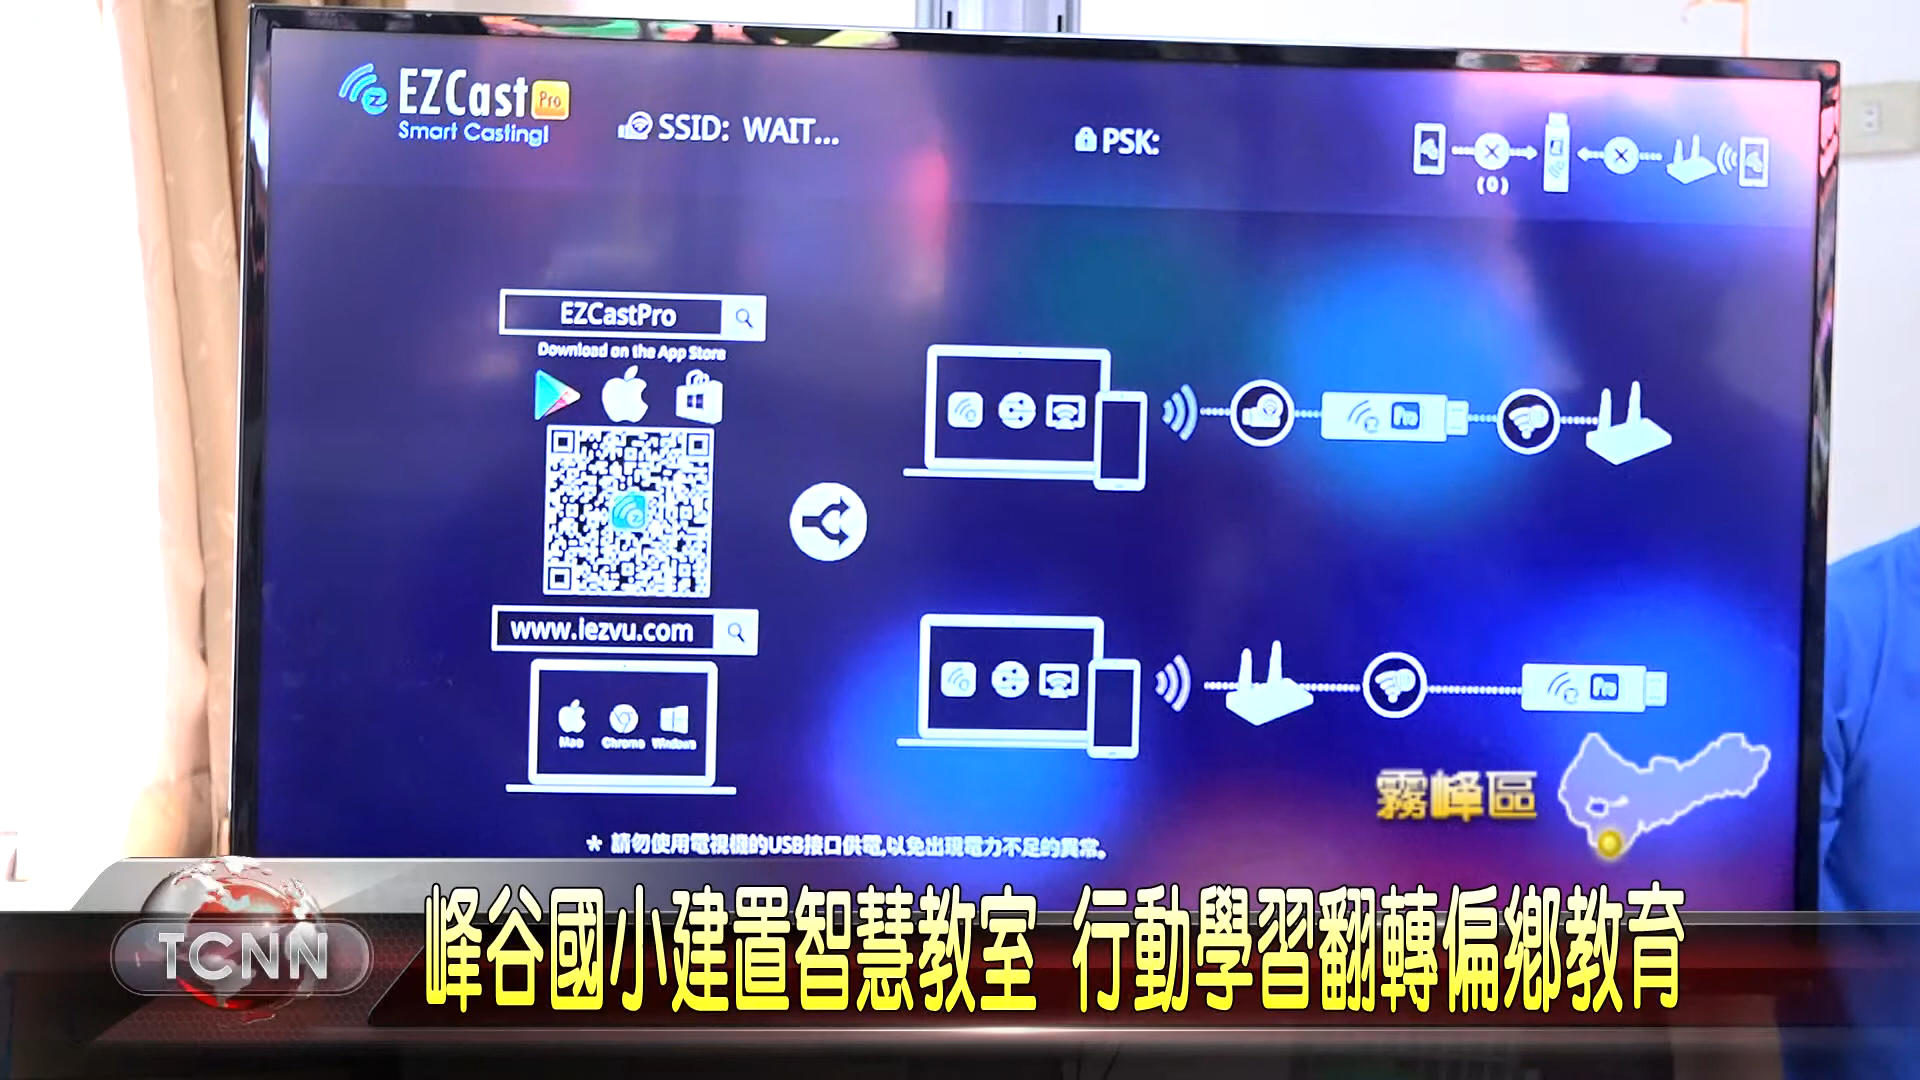 EZCast Pro
Smart Casting!
SSID: WAIT...
PSK:
(0)
EZCastPro
Download on the App Store
www.iezvu.com
Mac Chrome Windows
Pro
Pro
* 請勿使用電視機的USB接口供電,以免出現電力不足的異常。
霧峰區
TCNN
峰谷國小建置智慧教室 行動學習翻轉偏鄉教育